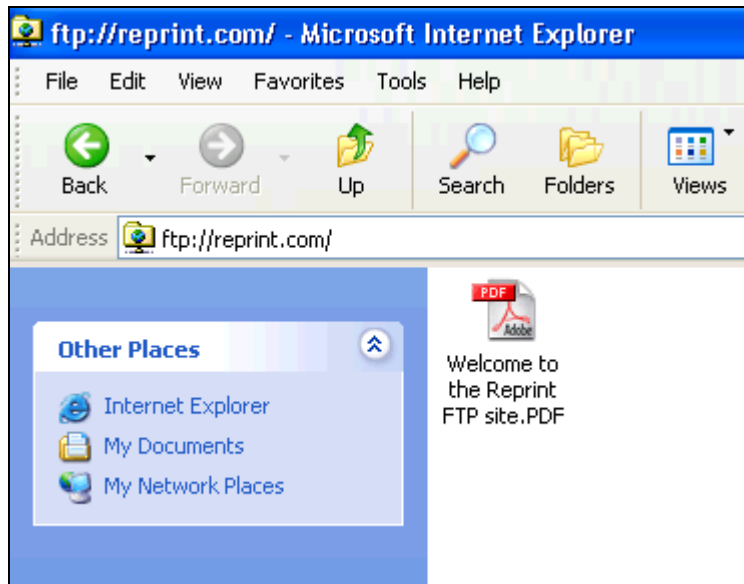 ftp://reprint.com/ - Microsoft Internet Explorer
File Edit View Favorites Tools Help
Back Forward Up Search Folders Views
Address ftp://reprint.com/
Other Places
Internet Explorer
My Documents
My Network Places
PDF
Adobe
Welcome to
the Reprint
FTP site.PDF